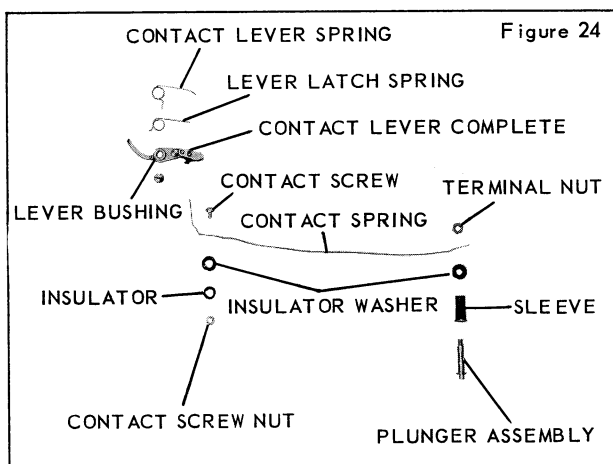 Figure 24
CONTACT LEVER SPRING
LEVER LATCH SPRING
CONTACT LEVER COMPLETE
CONTACT SCREW
TERMINAL NUT
LEVER BUSHING
CONTACT SPRING
INSULATOR
INSULATOR WASHER
SLEEVE
CONTACT SCREW NUT
PLUNGER ASSEMBLY